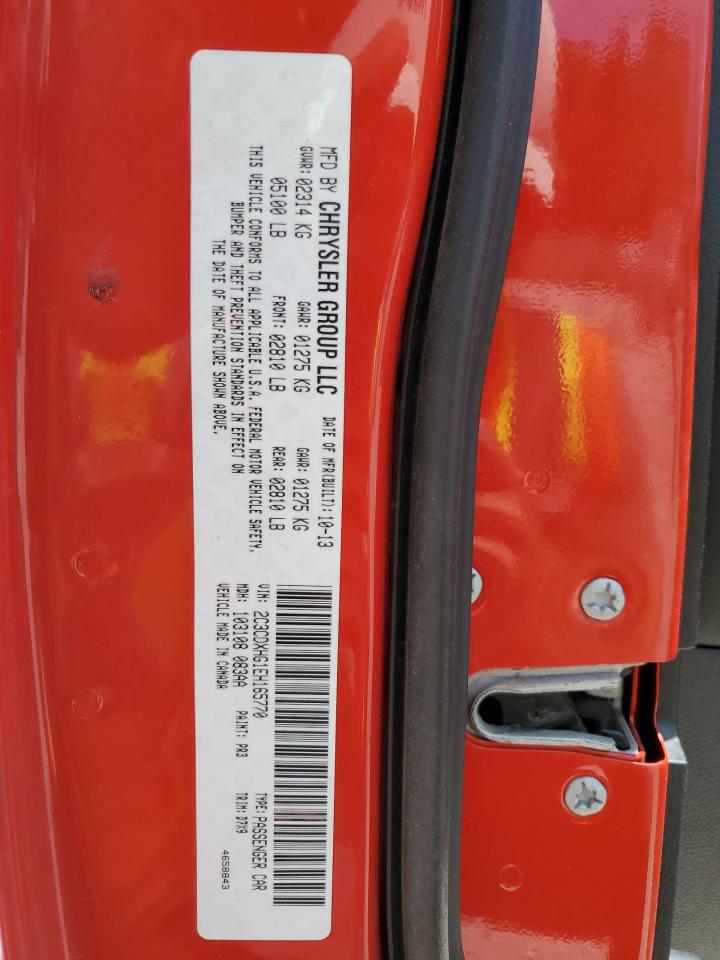 MFD BY CHRYSLER GROUP LLC DATE OF MFR(BUILT): 10-13
GVWR: 02314 KG GAWR: 01275 KG GAWR: 01275 KG
05100 LB FRONT: 02810 LB REAR: 02810 LB
THIS VEHICLE CONFORMS TO ALL APPLICABLE U.S.A. FEDERAL MOTOR VEHICLE SAFETY,
BUMPER AND THEFT PREVENTION STANDARDS IN EFFECT ON
THE DATE OF MANUFACTURE SHOWN ABOVE.
VIN: 2C3CDXHG1EH165770 TYPE: PASSENGER CAR
MDH: 103108 083AA PAINT: PR3 TRIM: D7X9
VEHICLE MADE IN CANADA 4658843